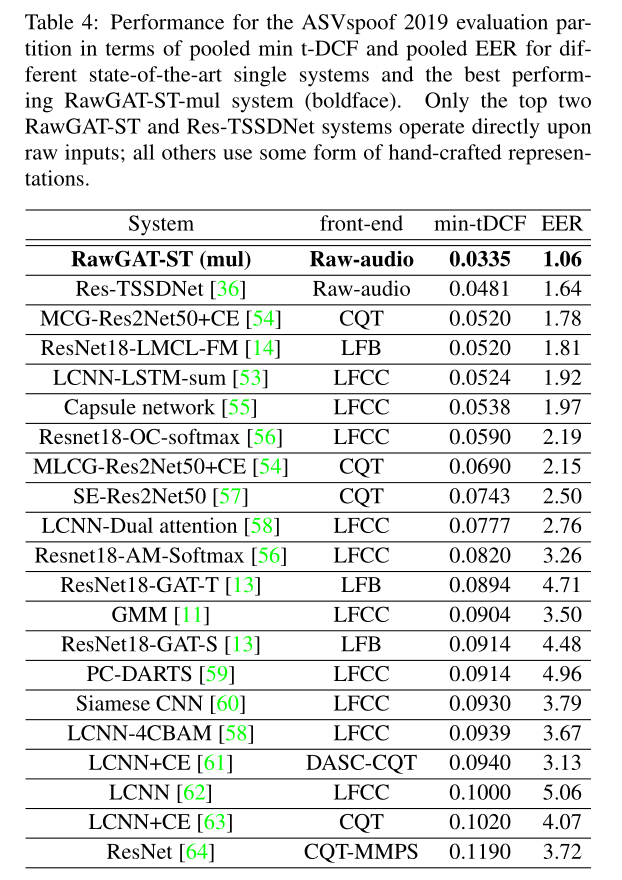 Table 4: Performance for the ASVspoof 2019 evaluation par-
tition in terms of pooled min t-DCF and pooled EER for dif-
ferent state-of-the-art single systems and the best perform-
ing RawGAT-ST-mul system (boldface). Only the top two
RawGAT-ST and Res-TSSDNet systems operate directly upon
raw inputs; all others use some form of hand-crafted represen-
tations.
System front-end min-tDCF EER
RawGAT-ST (mul) Raw-audio 0.0335 1.06
Res-TSSDNet [36] Raw-audio 0.0481 1.64
MCG-Res2Net50+CE [54] CQT 0.0520 1.78
ResNet18-LMCL-FM [14] LFB 0.0520 1.81
LCNN-LSTM-sum [53] LFCC 0.0524 1.92
Capsule network [55] LFCC 0.0538 1.97
Resnet18-OC-softmax [56] LFCC 0.0590 2.19
MLCG-Res2Net50+CE [54] CQT 0.0690 2.15
SE-Res2Net50 [57] CQT 0.0743 2.50
LCNN-Dual attention [58] LFCC 0.0777 2.76
Resnet18-AM-Softmax [56] LFCC 0.0820 3.26
ResNet18-GAT-T [13] LFB 0.0894 4.71
GMM [11] LFCC 0.0904 3.50
ResNet18-GAT-S [13] LFB 0.0914 4.48
PC-DARTS [59] LFCC 0.0914 4.96
Siamese CNN [60] LFCC 0.0930 3.79
LCNN-4CBAM [58] LFCC 0.0939 3.67
LCNN+CE [61] DASC-CQT 0.0940 3.13
LCNN [62] LFCC 0.1000 5.06
LCNN+CE [63] CQT 0.1020 4.07
ResNet [64] CQT-MMPS 0.1190 3.72